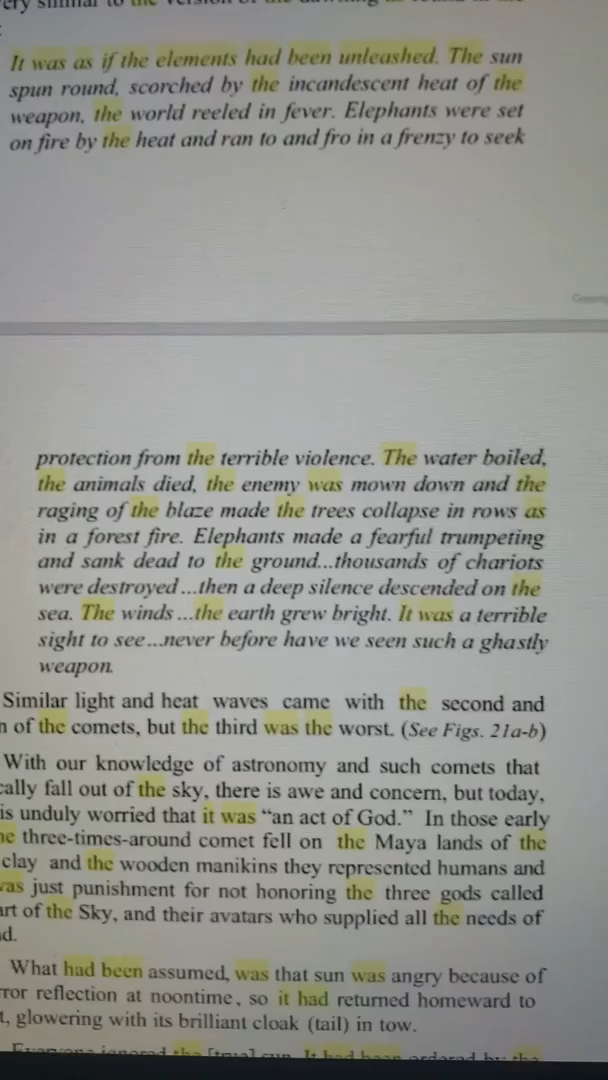 It was as if the elements had been unleashed. The sun
spun round, scorched by the incandescent heat of the
weapon, the world reeled in fever. Elephants were set
on fire by the heat and ran to and fro in a frenzy to seek
protection from the terrible violence. The water boiled,
the animals died, the enemy was mown down and the
raging of the blaze made the trees collapse in rows as
in a forest fire. Elephants made a fearful trumpeting
and sank dead to the ground...thousands of chariots
were destroyed...then a deep silence descended on the
sea. The winds...the earth grew bright. It was a terrible
sight to see...never before have we seen such a ghastly
weapon.
Similar light and heat waves came with the second and
of the comets, but the third was the worst. (See Figs. 21a-b)
With our knowledge of astronomy and such comets that
fall out of the sky, there is awe and concern, but today,
is unduly worried that it was “an act of God.” In those early
three-times-around comet fell on the Maya lands of the
clay and the wooden manikins they represented humans and
was just punishment for not honoring the three gods called
of the Sky, and their avatars who supplied all the needs of
What had been assumed, was that sun was angry because of
reflection at noontime, so it had returned homeward to
glowering with its brilliant cloak (tail) in tow.
Everyone ignored the [true] sun. It had been ordered by the